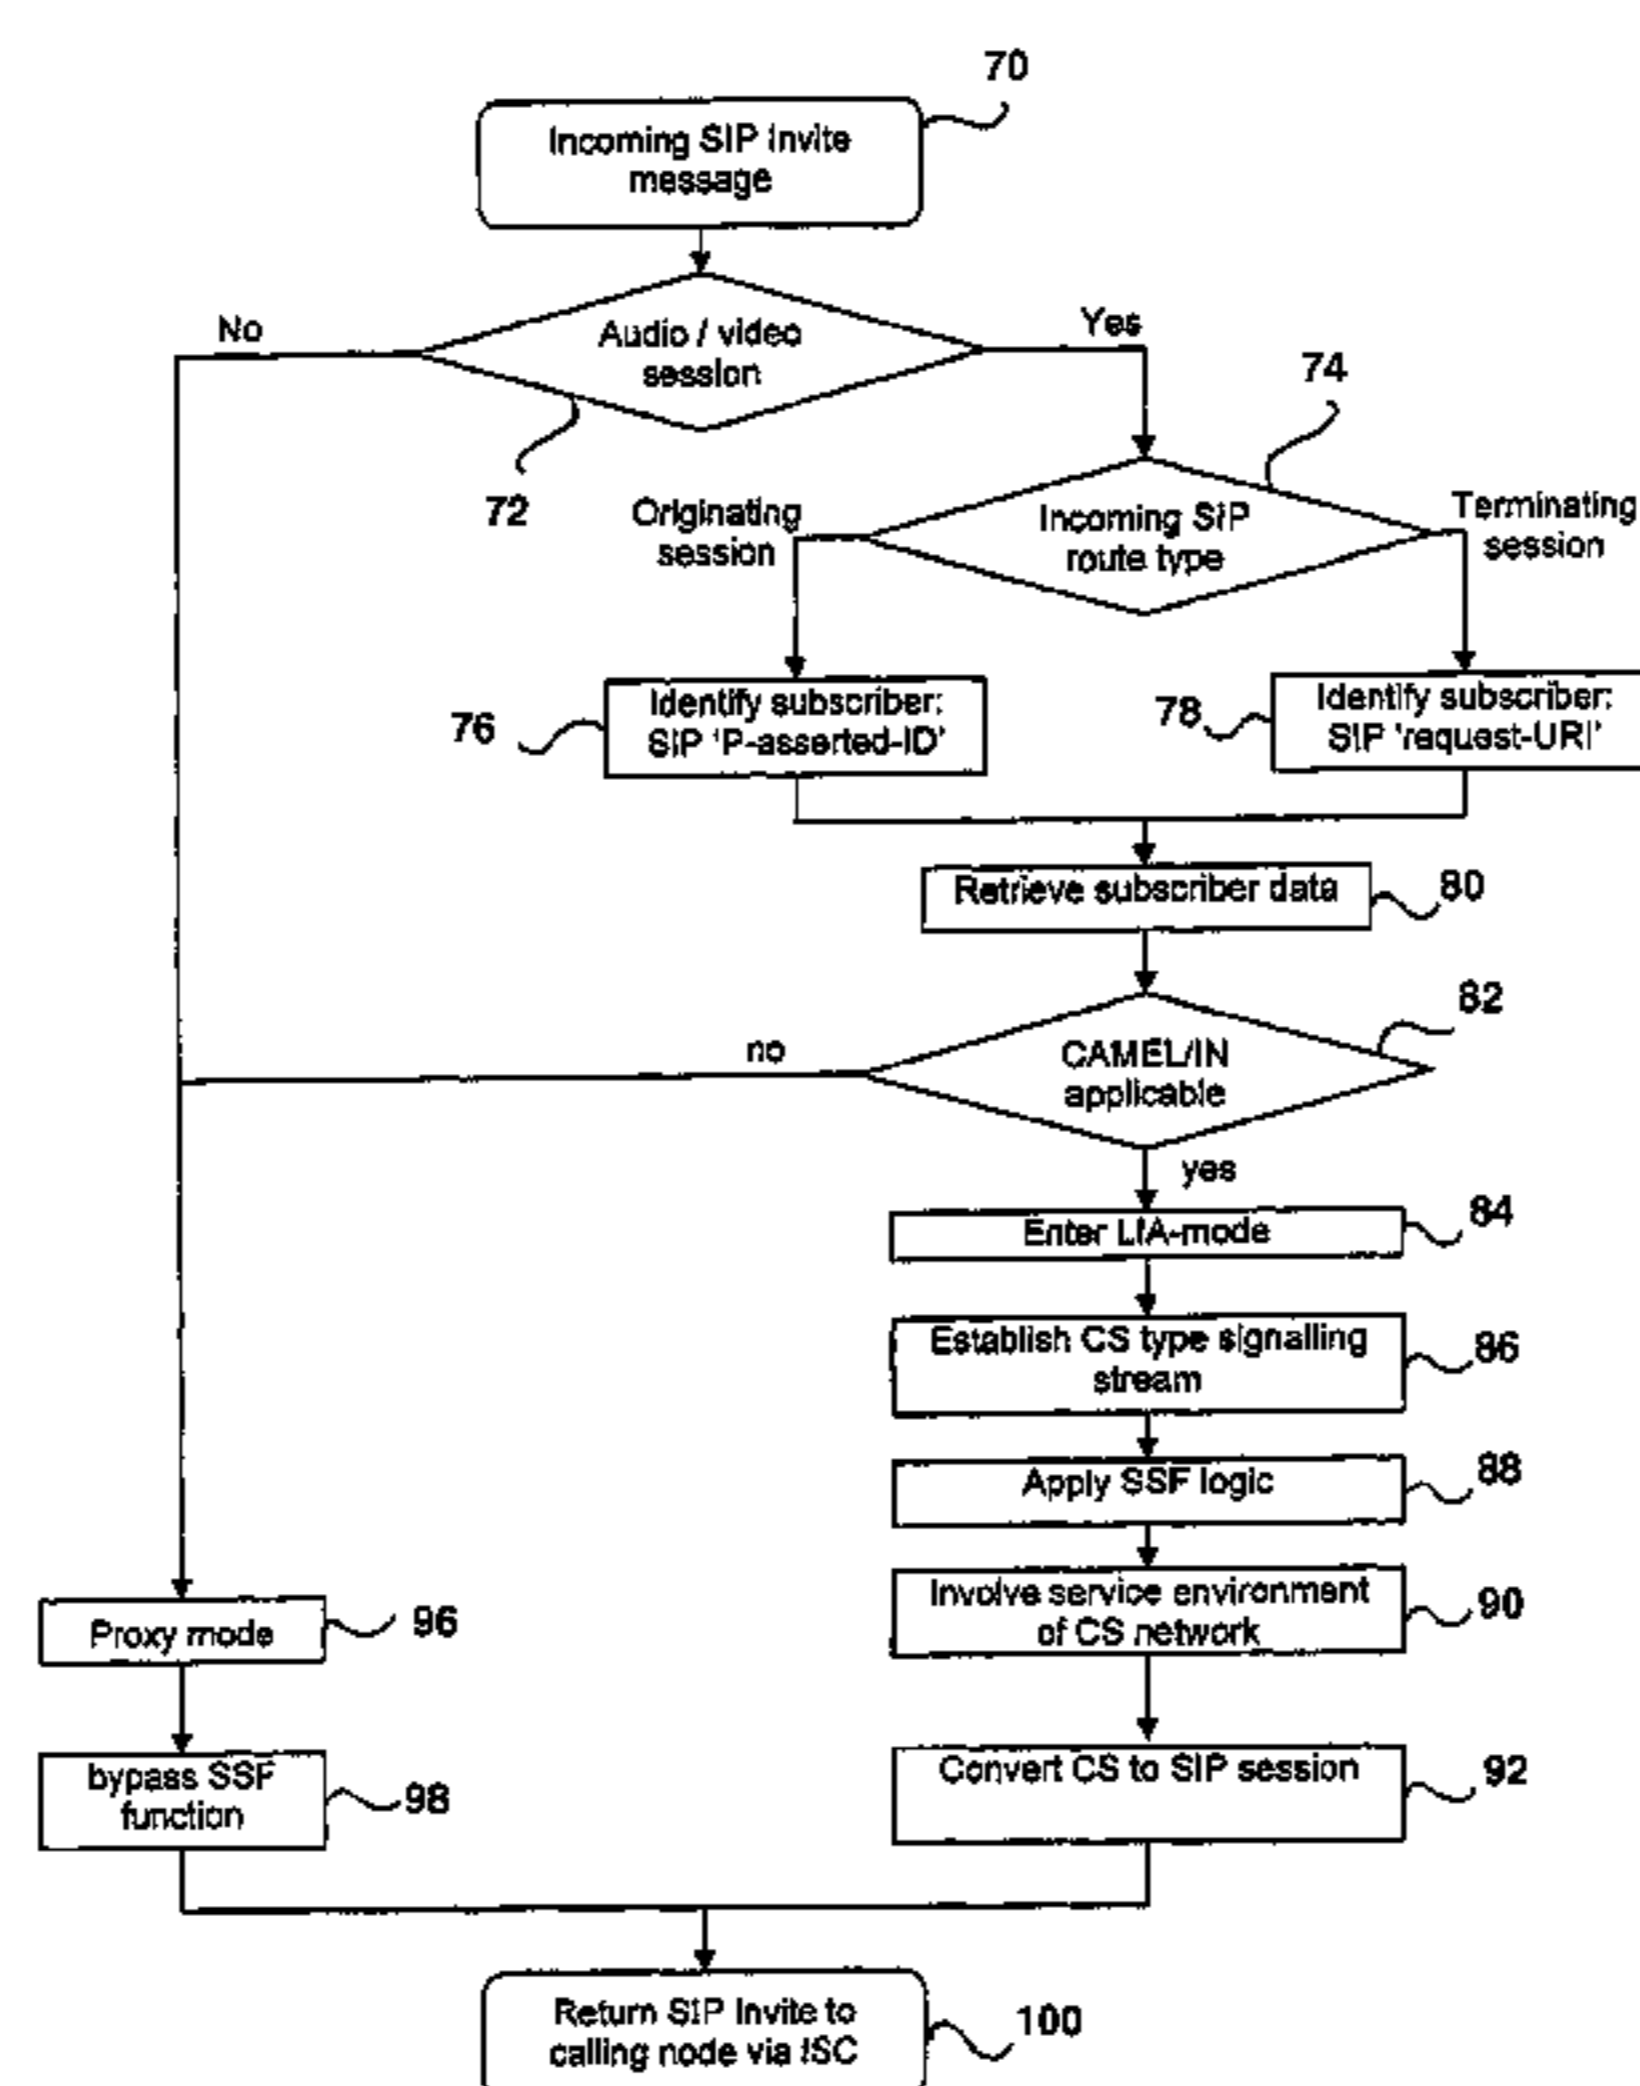 70
Incoming SIP Invite
message
No
Audio / video
session
Yes
72
74
Originating
session
Incoming SIP
route type
Terminating
session
76
Identify subscriber:
SIP 'P-asserted-ID'
78
Identify subscriber:
SIP 'request-URI'
Retrieve subscriber data
80
82
no
CAMEL/IN
applicable
yes
Enter UA-mode
84
Establish CS type signalling
stream
86
Apply SSF logic
88
Involve service environment
of CS network
90
Proxy mode
96
Convert CS to SIP session
92
bypass SSF
function
98
Return SIP Invite to
calling node via ISC
100